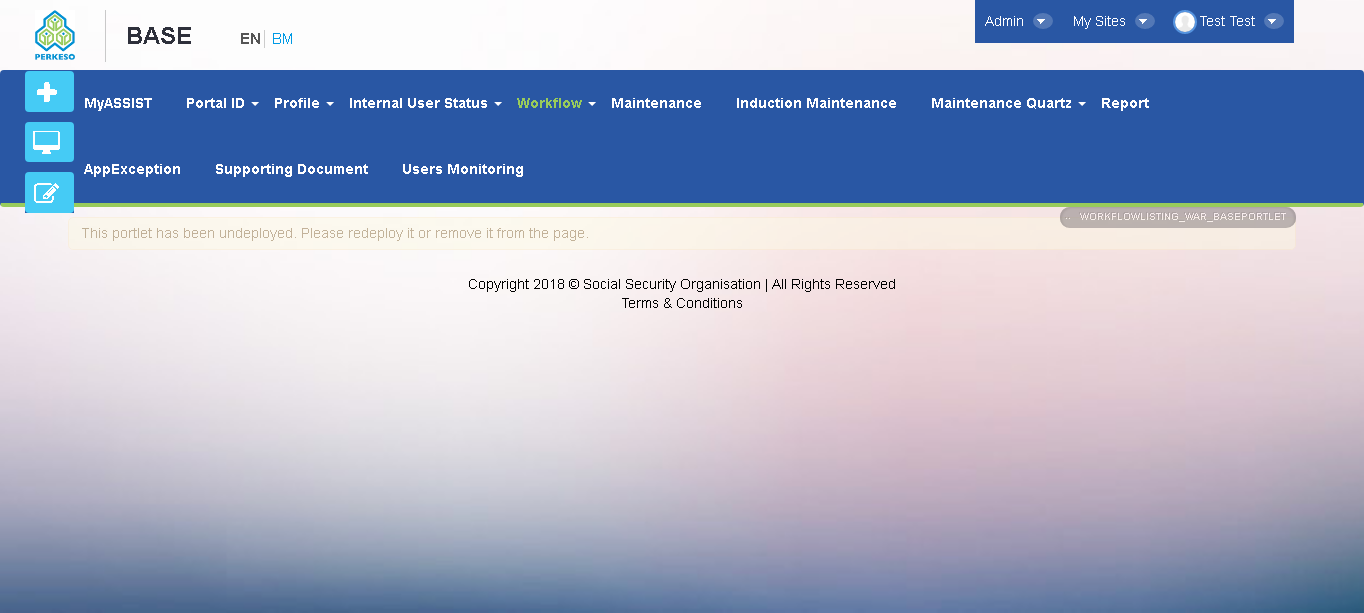 PERKESO
BASE
EN BM
Admin My Sites Test Test
MyASSIST Portal ID Profile Internal User Status Workflow Maintenance Induction Maintenance Maintenance Quartz Report
AppException Supporting Document Users Monitoring
WORKFLOWLISTING_WAR_BASEPORTLET
This portlet has been undeployed. Please redeploy it or remove it from the page.
Copyright 2018 © Social Security Organisation | All Rights Reserved
Terms & Conditions